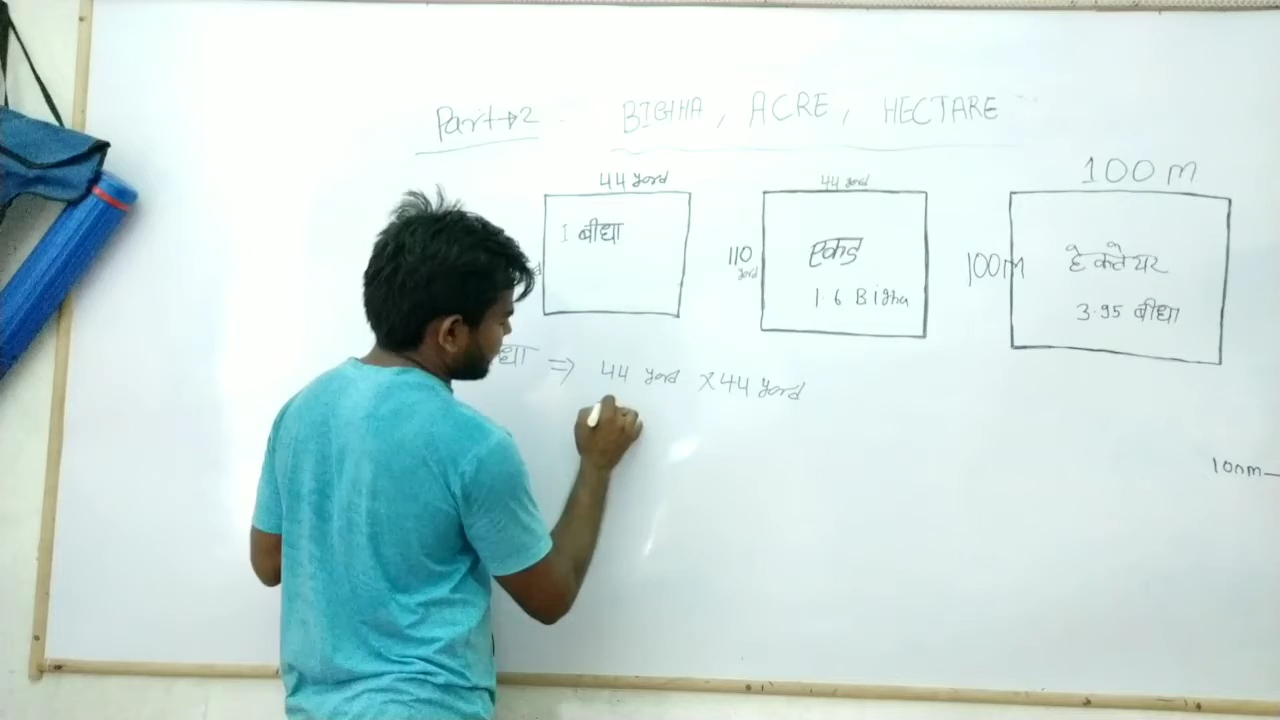 Part → 2 BIGHA, ACRE, HECTARE
44 yard
1 बीघा
44 yard
110
yard
एकड
1.6 Bigha
100 m
100m
हेक्टेयर
3.95 बीघा
⇒ 44 yard × 44 yard
100m